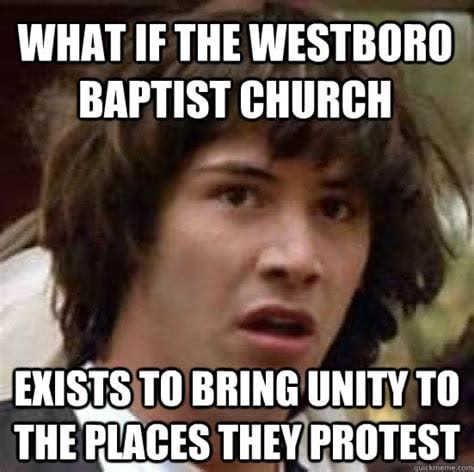 WHAT IF THE WESTBORO
BAPTIST CHURCH
EXISTS TO BRING UNITY TO
THE PLACES THEY PROTEST
quickmeme.com